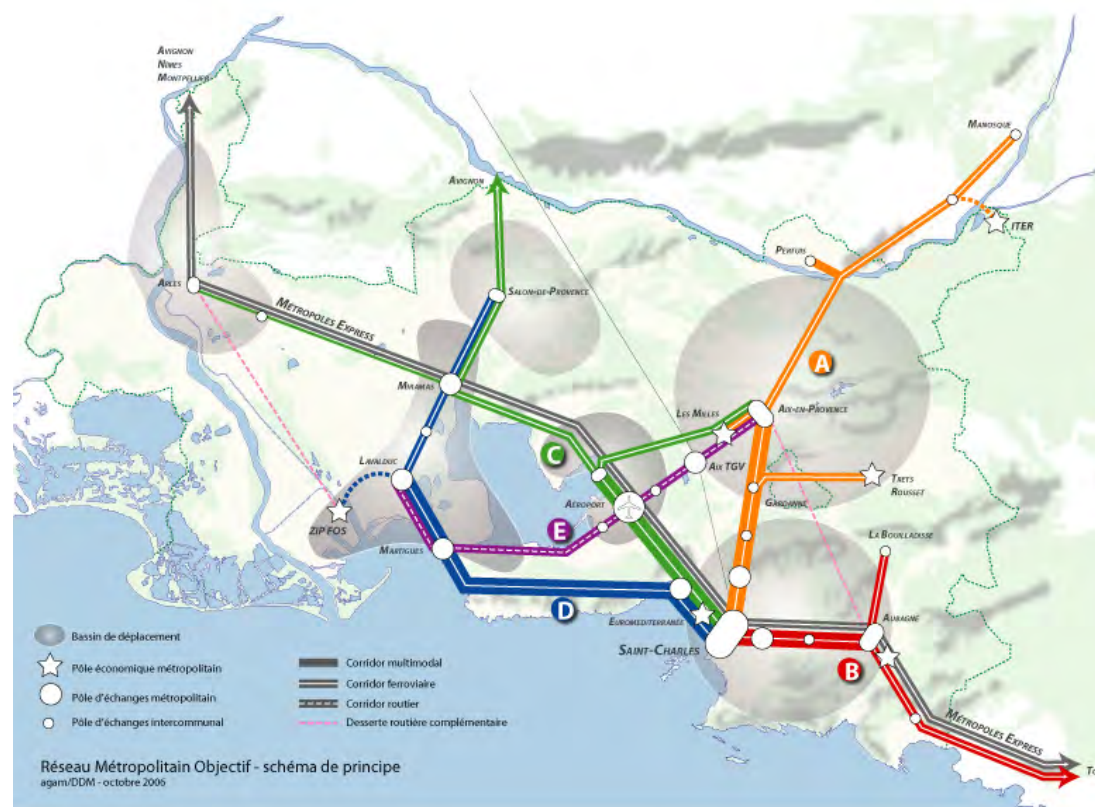 AVIGNON
NÎMES
MONTPELLIER
MANOSQUE
AVIGNON
ITER
PERTUIS
ARLES
SALON-DE-PROVENCE
MÉTROPOLES EXPRESS
A
MIRAMAS
LES MILLES
AIX-EN-PROVENCE
C
LAVALDUC
AIX TGV
TRETS
ROUSSET
AÉROPORT
GARDANNE
ZIP FOS
E
LA BOUILLADISSE
MARTIGUES
D
EUROMEDITERRANÉE
AUBAGNE
SAINT-CHARLES
B
MÉTROPOLES EXPRESS
Bassin de déplacement
Pôle économique métropolitain
Pôle d'échanges métropolitain
Pôle d'échanges intercommunal
Corridor multimodal
Corridor ferroviaire
Corridor routier
Desserte routière complémentaire
Réseau Métropolitain Objectif - schéma de principe
agam/DDM - octobre 2006